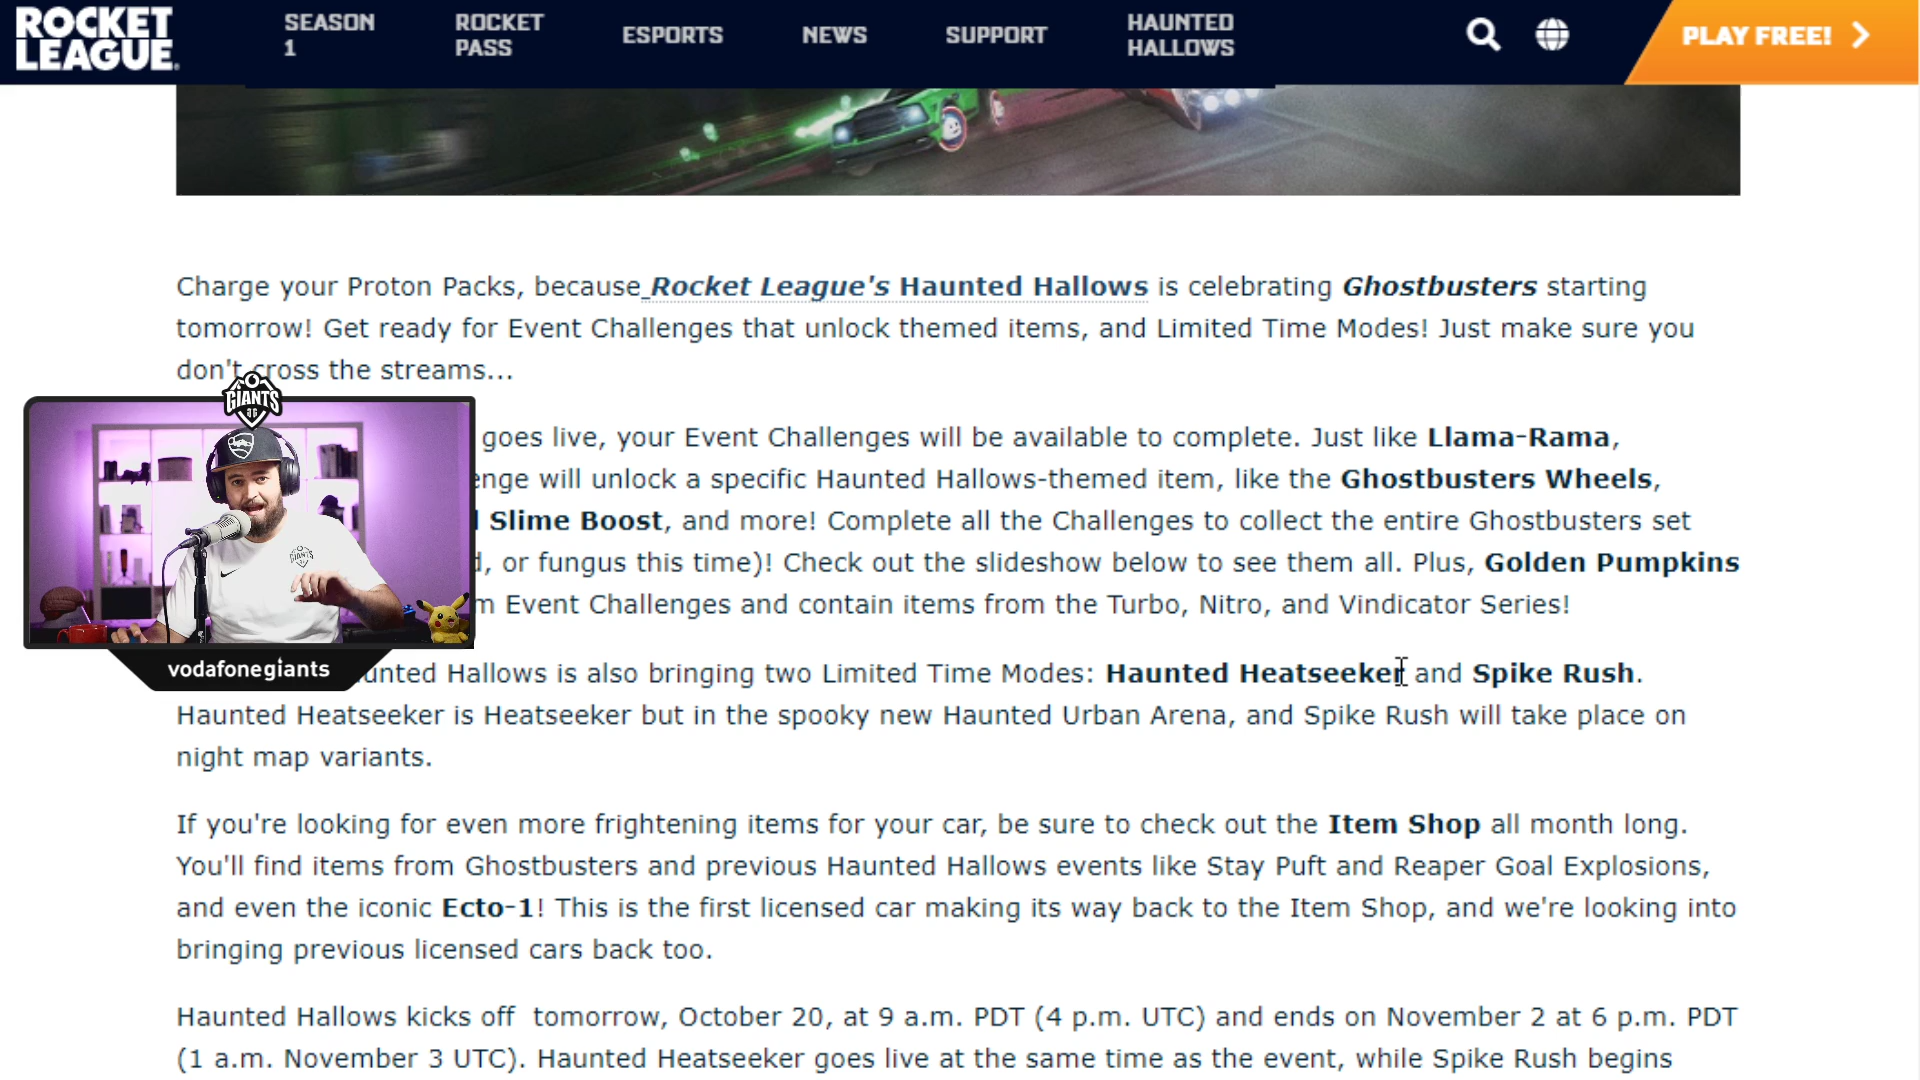 ROCKET
LEAGUE
SEASON
1
ROCKET
PASS
ESPORTS
NEWS
SUPPORT
HAUNTED
HALLOWS
PLAY FREE!
Charge your Proton Packs, because Rocket League's Haunted Hallows is celebrating Ghostbusters starting
tomorrow! Get ready for Event Challenges that unlock themed items, and Limited Time Modes! Just make sure you
don't cross the streams...
goes live, your Event Challenges will be available to complete. Just like Llama-Rama,
enge will unlock a specific Haunted Hallows-themed item, like the Ghostbusters Wheels,
Slime Boost, and more! Complete all the Challenges to collect the entire Ghostbusters set
, or fungus this time)! Check out the slideshow below to see them all. Plus, Golden Pumpkins
m Event Challenges and contain items from the Turbo, Nitro, and Vindicator Series!
unted Hallows is also bringing two Limited Time Modes: Haunted Heatseeker and Spike Rush.
Haunted Heatseeker is Heatseeker but in the spooky new Haunted Urban Arena, and Spike Rush will take place on
night map variants.
If you're looking for even more frightening items for your car, be sure to check out the Item Shop all month long.
You'll find items from Ghostbusters and previous Haunted Hallows events like Stay Puft and Reaper Goal Explosions,
and even the iconic Ecto-1! This is the first licensed car making its way back to the Item Shop, and we're looking into
bringing previous licensed cars back too.
Haunted Hallows kicks off tomorrow, October 20, at 9 a.m. PDT (4 p.m. UTC) and ends on November 2 at 6 p.m. PDT
(1 a.m. November 3 UTC). Haunted Heatseeker goes live at the same time as the event, while Spike Rush begins
GIANTS
GIANTS
vodafonegiants